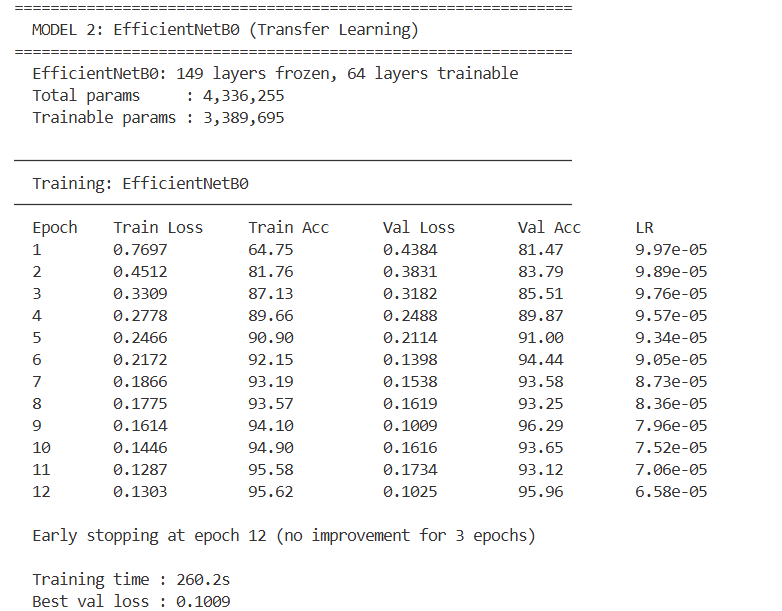 ==============================================================
MODEL 2: EfficientNetB0 (Transfer Learning)
==============================================================
EfficientNetB0: 149 layers frozen, 64 layers trainable
Total params     : 4,336,255
Trainable params : 3,389,695
──────────────────────────────────────────────────────────────
Training: EfficientNetB0
──────────────────────────────────────────────────────────────
Epoch    Train Loss     Train Acc      Val Loss       Val Acc      LR
1        0.7697         64.75          0.4384         81.47        9.97e-05
2        0.4512         81.76          0.3831         83.79        9.89e-05
3        0.3309         87.13          0.3182         85.51        9.76e-05
4        0.2778         89.66          0.2488         89.87        9.57e-05
5        0.2466         90.90          0.2114         91.00        9.34e-05
6        0.2172         92.15          0.1398         94.44        9.05e-05
7        0.1866         93.19          0.1538         93.58        8.73e-05
8        0.1775         93.57          0.1619         93.25        8.36e-05
9        0.1614         94.10          0.1009         96.29        7.96e-05
10       0.1446         94.90          0.1616         93.65        7.52e-05
11       0.1287         95.58          0.1734         93.12        7.06e-05
12       0.1303         95.62          0.1025         95.96        6.58e-05
Early stopping at epoch 12 (no improvement for 3 epochs)
Training time : 260.2s
Best val loss : 0.1009